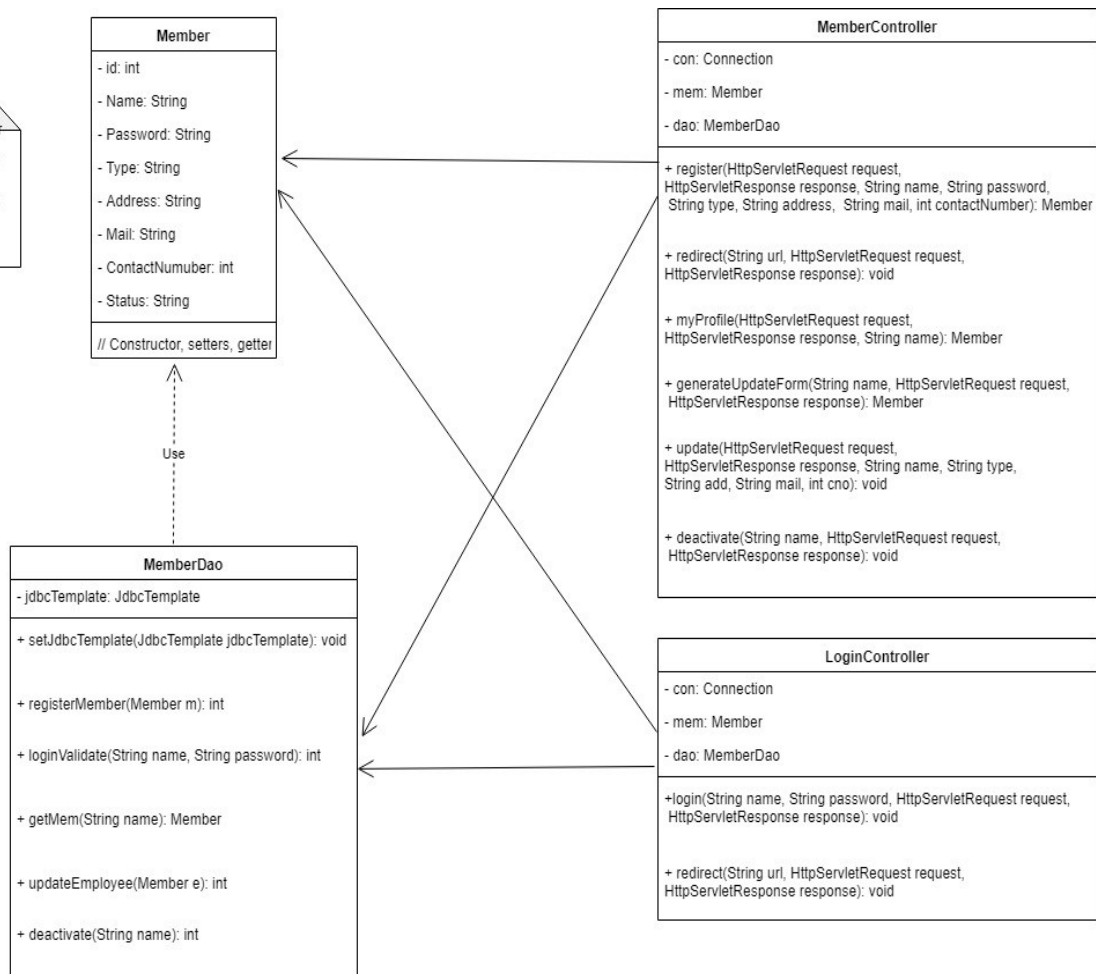 Member
- id: int
- Name: String
- Password: String
- Type: String
- Address: String
- Mail: String
- ContactNumuber: int
- Status: String
// Constructor, setters, getter
Use
MemberDao
- jdbcTemplate: JdbcTemplate
+ setJdbcTemplate(JdbcTemplate jdbcTemplate): void
+ registerMember(Member m): int
+ loginValidate(String name, String password): int
+ getMem(String name): Member
+ updateEmployee(Member e): int
+ deactivate(String name): int
MemberController
- con: Connection
- mem: Member
- dao: MemberDao
+ register(HttpServletRequest request,
HttpServletResponse response, String name, String password,
String type, String address, String mail, int contactNumber): Member
+ redirect(String url, HttpServletRequest request,
HttpServletResponse response): void
+ myProfile(HttpServletRequest request,
HttpServletResponse response, String name): Member
+ generateUpdateForm(String name, HttpServletRequest request,
HttpServletResponse response): Member
+ update(HttpServletRequest request,
HttpServletResponse response, String name, String type,
String add, String mail, int cno): void
+ deactivate(String name, HttpServletRequest request,
HttpServletResponse response): void
LoginController
- con: Connection
- mem: Member
- dao: MemberDao
+login(String name, String password, HttpServletRequest request,
HttpServletResponse response): void
+ redirect(String url, HttpServletRequest request,
HttpServletResponse response): void